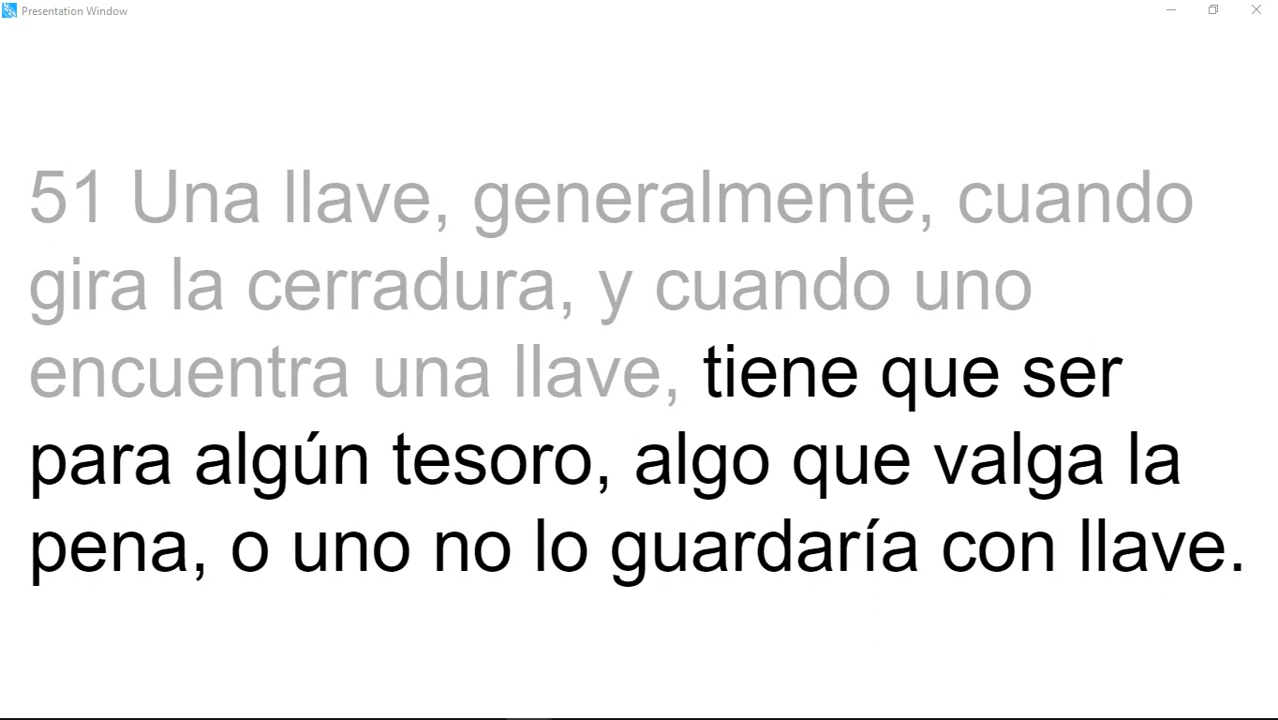 Presentation Window
51 Una llave, generalmente, cuando
gira la cerradura, y cuando uno
encuentra una llave, tiene que ser
para algún tesoro, algo que valga la
pena, o uno no lo guardaría con llave.